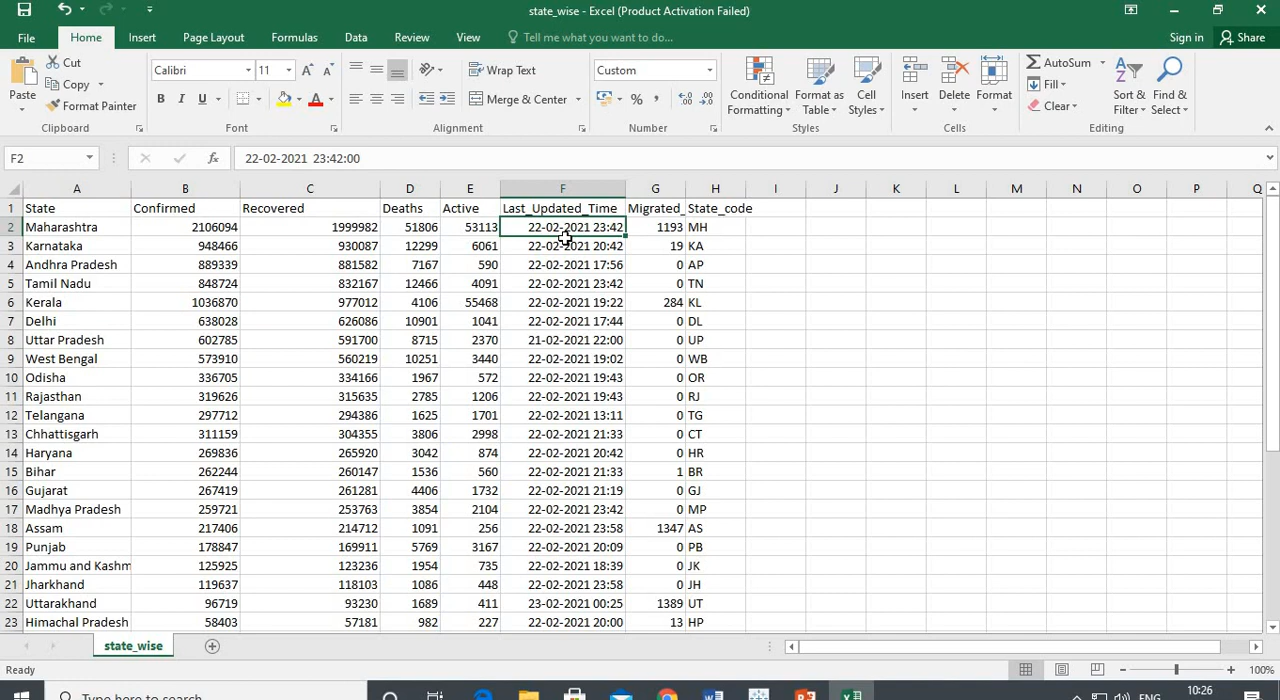 state_wise - Excel (Product Activation Failed)
File Home Insert Page Layout Formulas Data Review View Tell me what you want to do... Sign in Share
Paste Cut Copy Format Painter Clipboard
Calibri 11 A A B I U A Font
Wrap Text Merge & Center Alignment
Custom % , Number
Conditional Formatting Format as Table Cell Styles Styles
Insert Delete Format Cells
AutoSum Fill Clear Sort & Filter Find & Select Editing
F2 fx 22-02-2021 23:42:00
A B C D E F G H I J K L M N O P Q
1 State Confirmed Recovered Deaths Active Last_Updated_Time Migrated_ State_code
2 Maharashtra 2106094 1999982 51806 53113 22-02-2021 23:42 1193 MH
3 Karnataka 948466 930087 12299 6061 22-02-2021 20:42 19 KA
4 Andhra Pradesh 889339 881582 7167 590 22-02-2021 17:56 0 AP
5 Tamil Nadu 848724 832167 12466 4091 22-02-2021 23:42 0 TN
6 Kerala 1036870 977012 4106 55468 22-02-2021 19:22 284 KL
7 Delhi 638028 626086 10901 1041 22-02-2021 17:44 0 DL
8 Uttar Pradesh 602785 591700 8715 2370 21-02-2021 22:00 0 UP
9 West Bengal 573910 560219 10251 3440 22-02-2021 19:02 0 WB
10 Odisha 336705 334166 1967 572 22-02-2021 19:43 0 OR
11 Rajasthan 319626 315635 2785 1206 22-02-2021 19:43 0 RJ
12 Telangana 297712 294386 1625 1701 22-02-2021 13:11 0 TG
13 Chhattisgarh 311159 304355 3806 2998 22-02-2021 21:33 0 CT
14 Haryana 269836 265920 3042 874 22-02-2021 20:42 0 HR
15 Bihar 262244 260147 1536 560 22-02-2021 21:33 1 BR
16 Gujarat 267419 261281 4406 1732 22-02-2021 21:19 0 GJ
17 Madhya Pradesh 259721 253763 3854 2104 22-02-2021 23:42 0 MP
18 Assam 217406 214712 1091 256 22-02-2021 23:58 1347 AS
19 Punjab 178847 169911 5769 3167 22-02-2021 20:09 0 PB
20 Jammu and Kashm 125925 123236 1954 735 22-02-2021 18:39 0 JK
21 Jharkhand 119637 118103 1086 448 22-02-2021 23:58 0 JH
22 Uttarakhand 96719 93230 1689 411 23-02-2021 00:25 1389 UT
23 Himachal Pradesh 58403 57181 982 227 22-02-2021 20:00 13 HP
state_wise
Ready 100%
Type here to search ENG 10:26